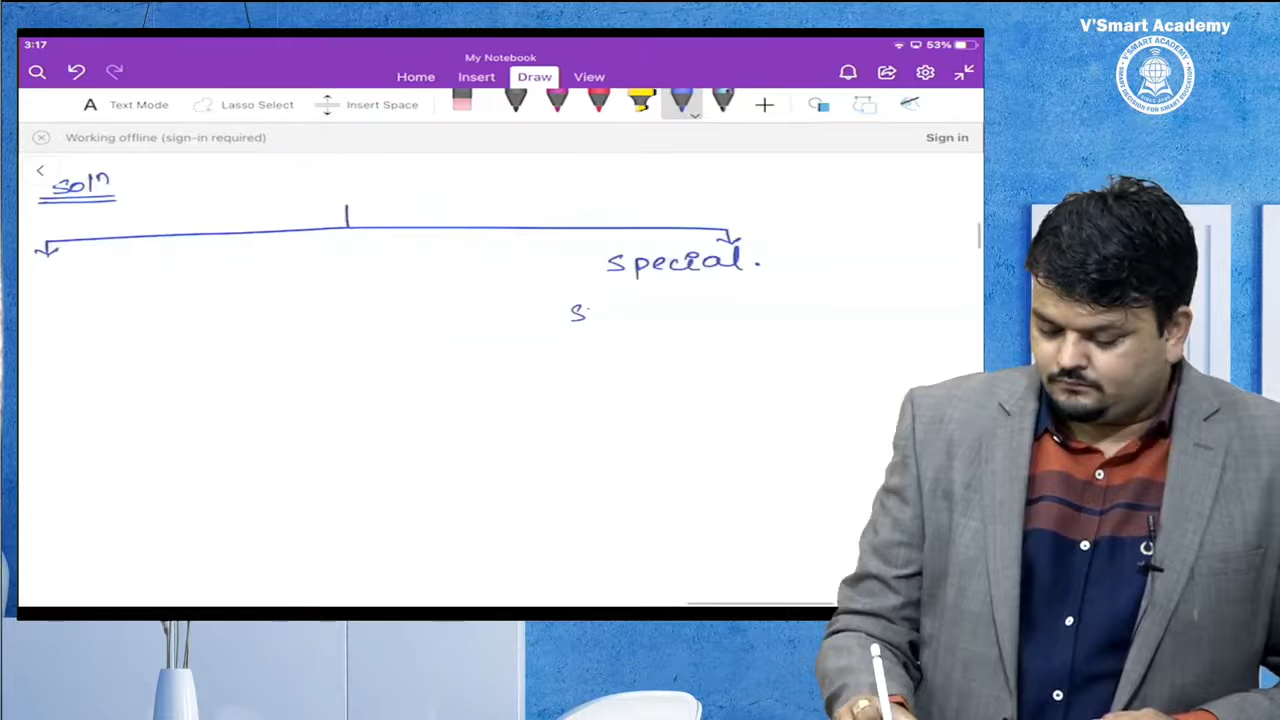 V'Smart Academy
3:17
53%
My Notebook
Home Insert Draw View
A Text Mode Lasso Select Insert Space
Working offline (sign-in required) Sign in
Soln
special.
s